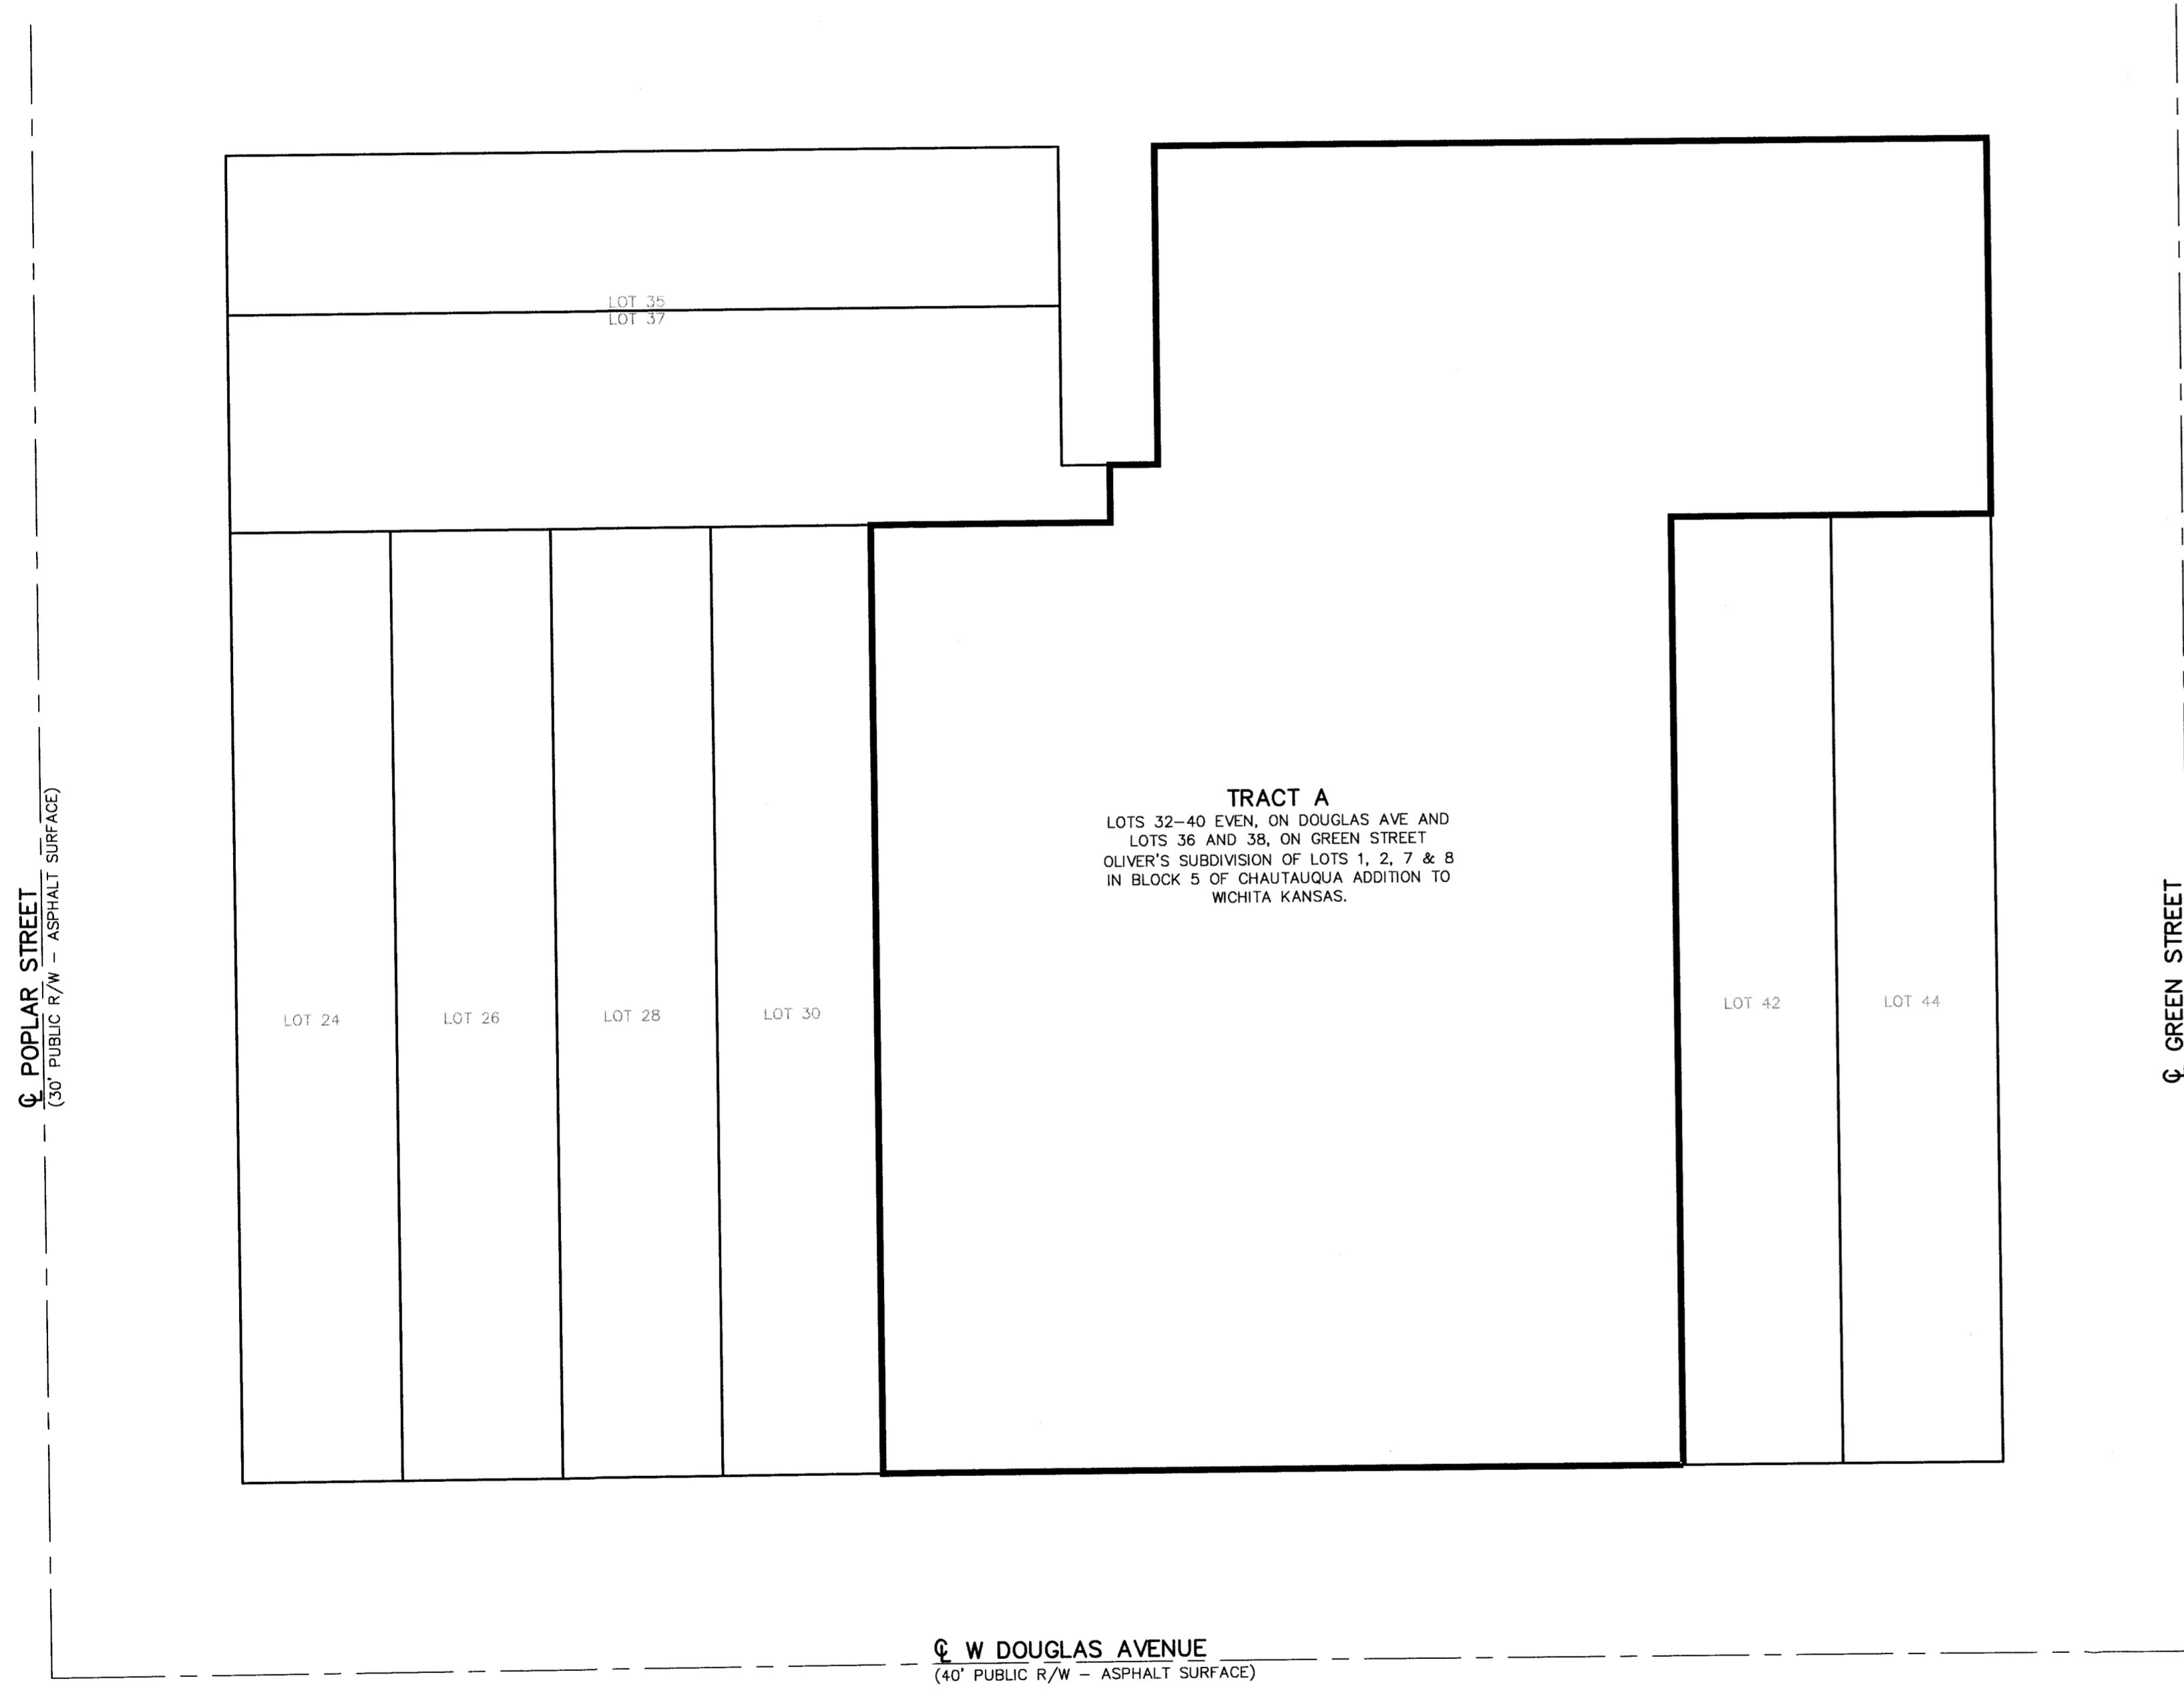 LOT 35
LOT 37
TRACT A
LOTS 32–40 EVEN, ON DOUGLAS AVE AND
LOTS 36 AND 38, ON GREEN STREET
OLIVER'S SUBDIVISION OF LOTS 1, 2, 7 & 8
IN BLOCK 5 OF CHAUTAUQUA ADDITION TO
WICHITA KANSAS.
℄ POPLAR STREET
(30' PUBLIC R/W – ASPHALT SURFACE)
LOT 24
LOT 26
LOT 28
LOT 30
LOT 42
LOT 44
℄ GREEN STREET
℄ W DOUGLAS AVENUE
(40' PUBLIC R/W – ASPHALT SURFACE)